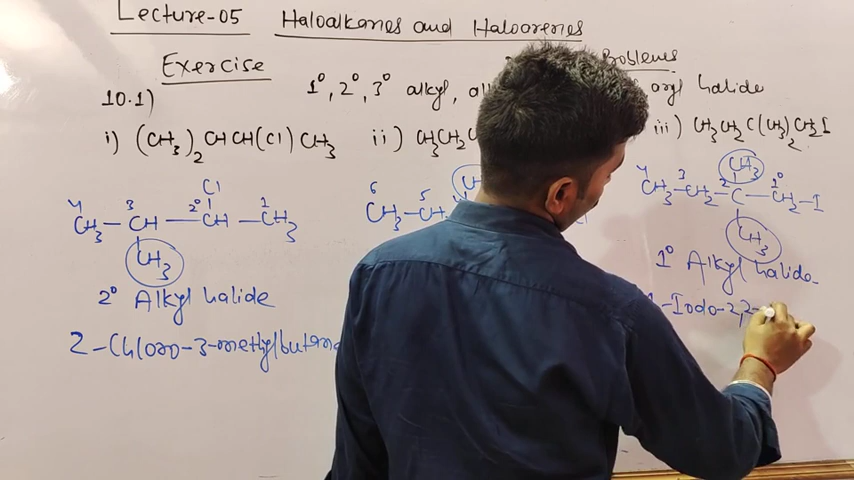 Lecture-05 Haloalkanes and Haloarenes
Exercise
10.1) 1°, 2°, 3° alkyl, halide
i) (CH3)2CHCH(Cl)CH3 ii) CH3CH2 iii) CH3CH2C(CH3)2CH2I
4 3 2° Cl 1
CH3-CH-CH-CH3
CH3
6 5
CH3-CH
4 3 2 CH3 1°
CH3-CH2-C-CH2-I
CH3
2° Alkyl halide
1° Alkyl halide
2-Chloro-3-methylbutane
1-Iodo-2,2-